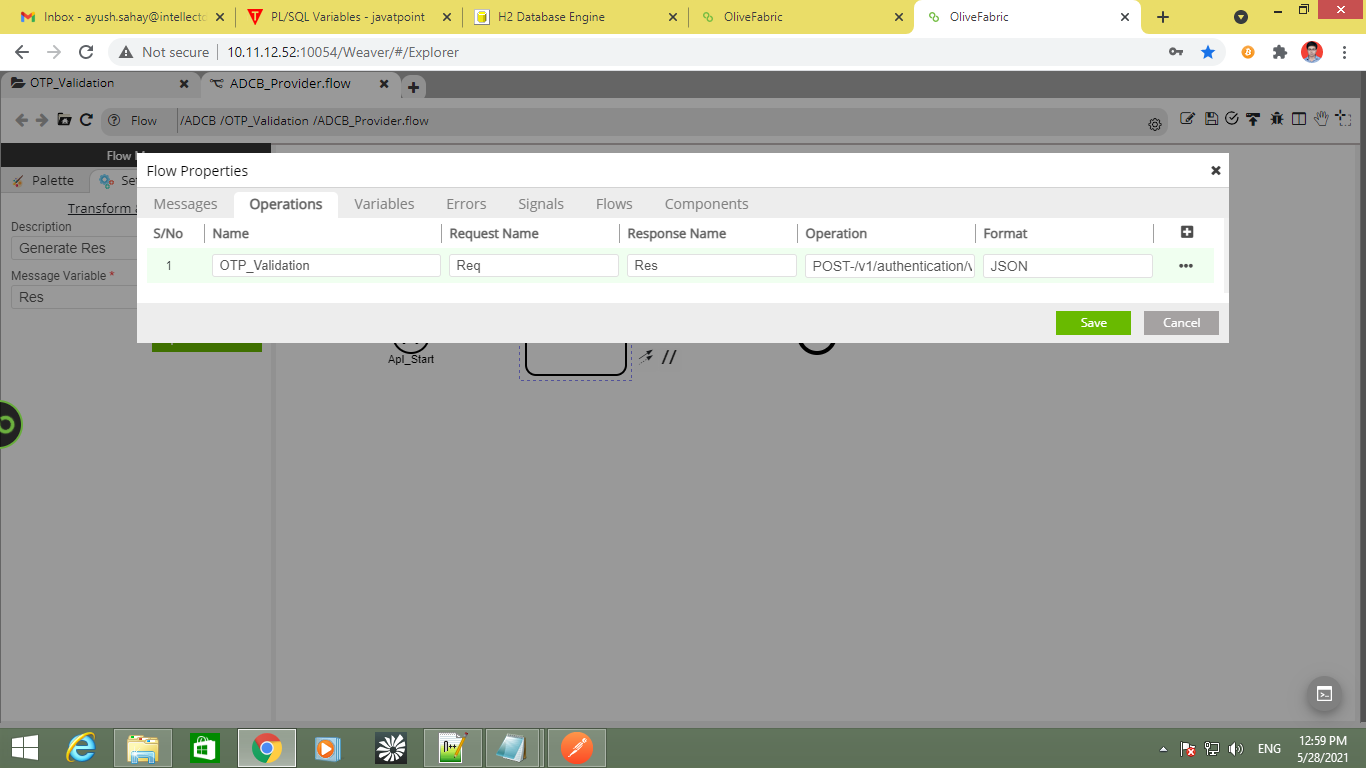 Inbox - ayush.sahay@intellect
PL/SQL Variables - javatpoint
H2 Database Engine
OliveFabric
OliveFabric
Not secure
10.11.12.52:10054/Weaver/#/Explorer
OTP_Validation
ADCB_Provider.flow
Flow
/ADCB /OTP_Validation /ADCB_Provider.flow
Flow
Palette
Transform
Description
Generate Res
Message Variable *
Res
Flow Properties
Messages
Operations
Variables
Errors
Signals
Flows
Components
S/No
Name
Request Name
Response Name
Operation
Format
1
OTP_Validation
Req
Res
POST-/v1/authentication/v
JSON
•••
Save
Cancel
ApI_Start
//
N++
ENG
12:59 PM
5/28/2021